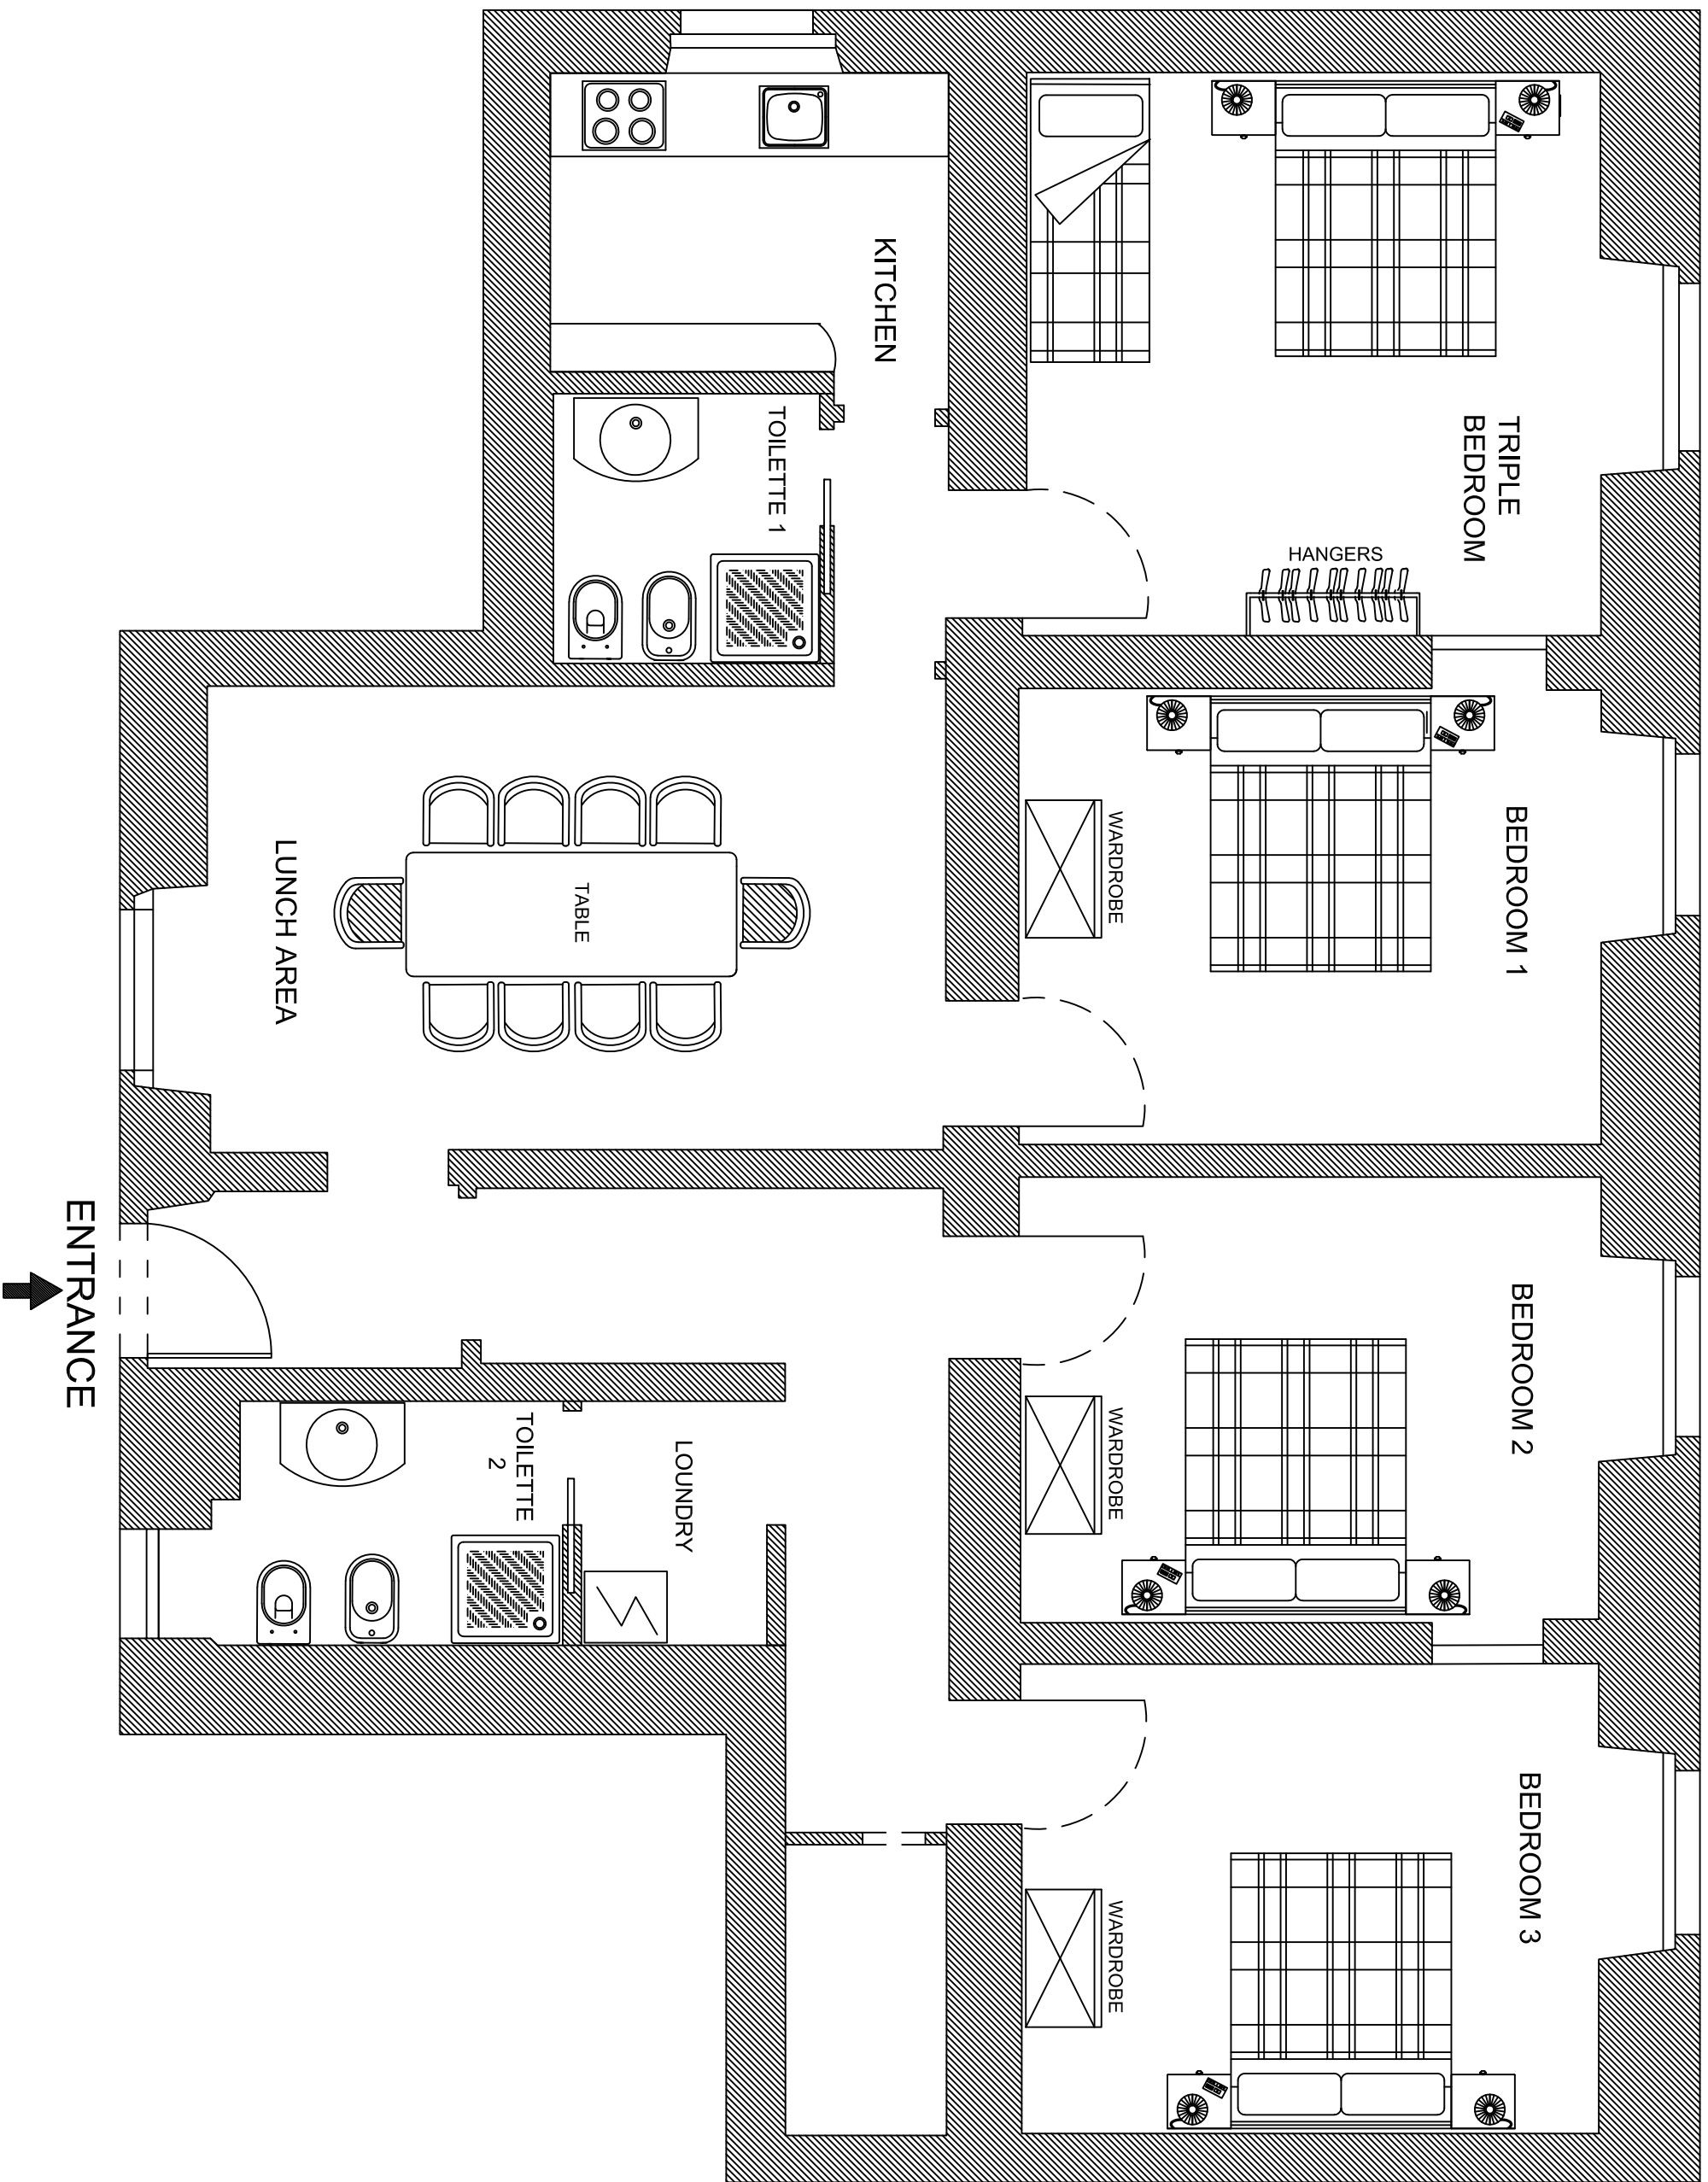 TRIPLE
BEDROOM
HANGERS
BEDROOM 1
BEDROOM 2
BEDROOM 3
WARDROBE
WARDROBE
WARDROBE
KITCHEN
TOILETTE 1
LOUNDRY
TABLE
TOILETTE
2
LUNCH AREA
ENTRANCE